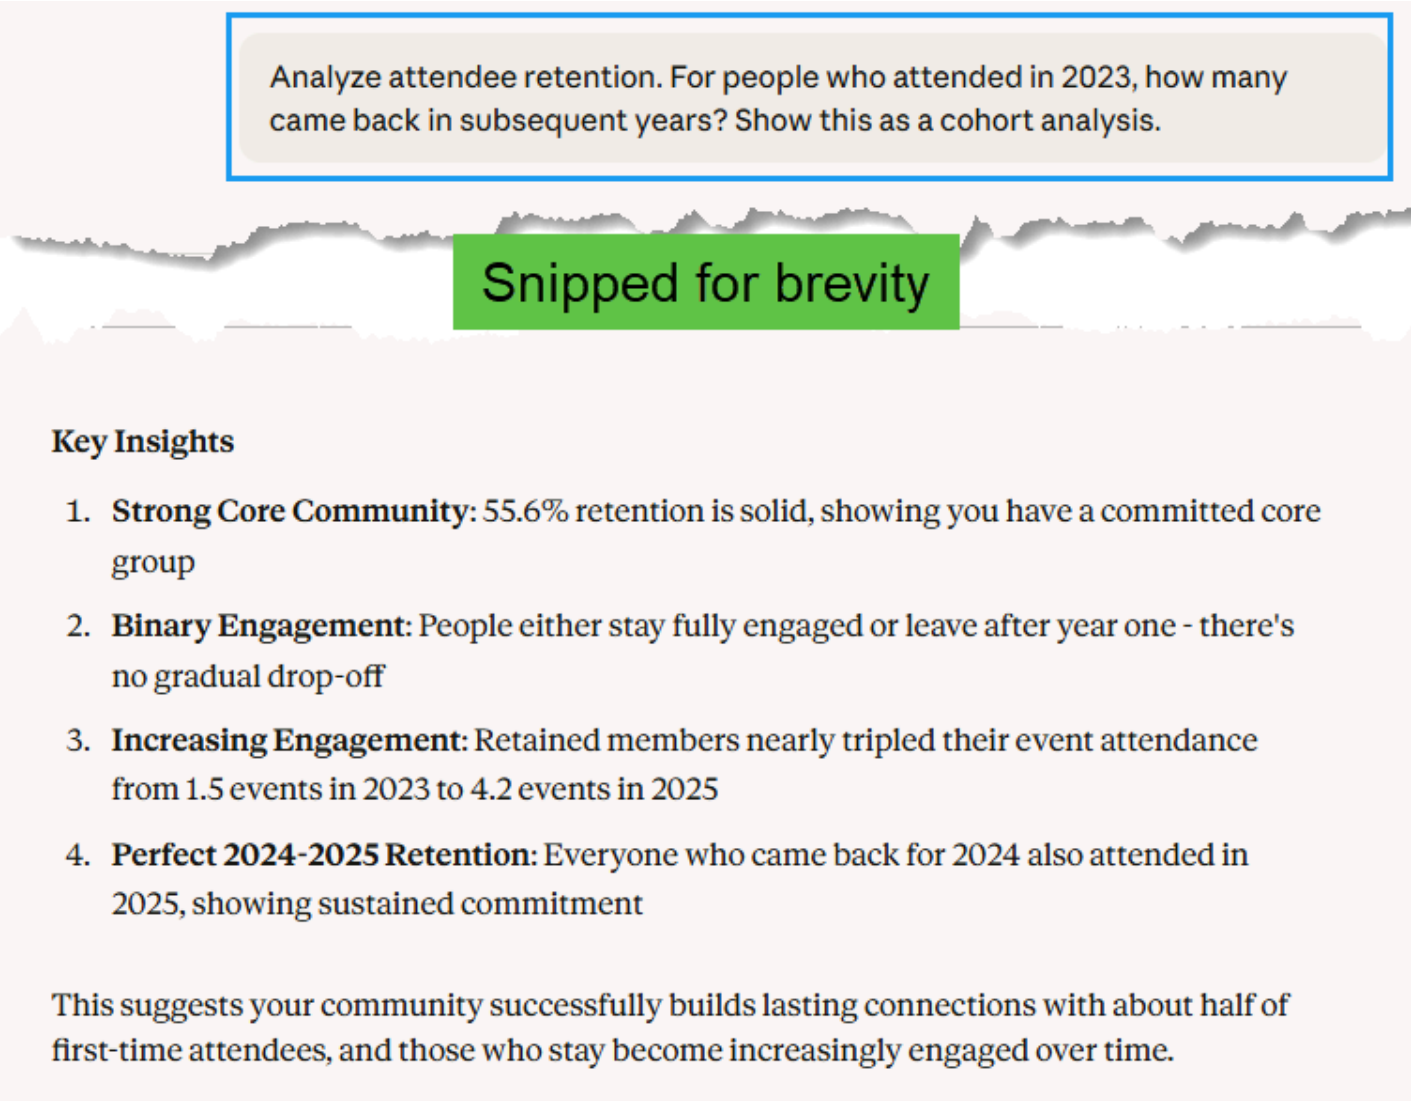 Analyze attendee retention. For people who attended in 2023, how many
came back in subsequent years? Show this as a cohort analysis.
Snipped for brevity
Key Insights
1. Strong Core Community: 55.6% retention is solid, showing you have a committed core
group
2. Binary Engagement: People either stay fully engaged or leave after year one - there's
no gradual drop-off
3. Increasing Engagement: Retained members nearly tripled their event attendance
from 1.5 events in 2023 to 4.2 events in 2025
4. Perfect 2024-2025 Retention: Everyone who came back for 2024 also attended in
2025, showing sustained commitment
This suggests your community successfully builds lasting connections with about half of
first-time attendees, and those who stay become increasingly engaged over time.